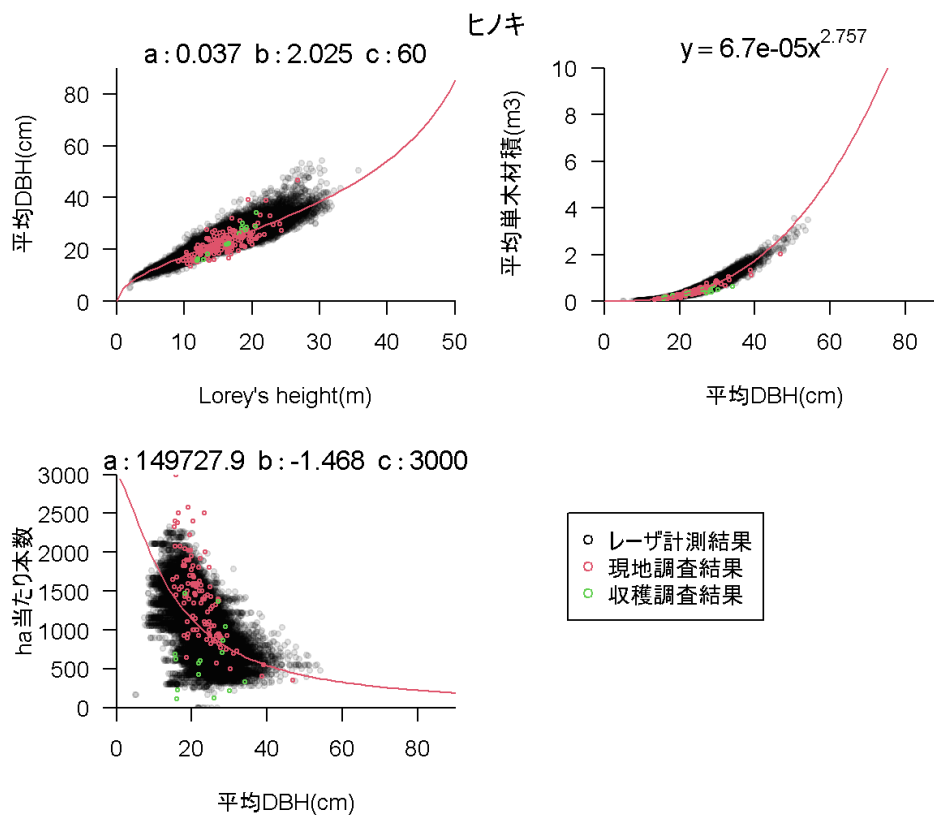 ヒノキ
a : 0.037 b : 2.025 c : 60
平均DBH(cm)
80
60
40
20
0
0 10 20 30 40 50
Lorey's height(m)
y = 6.7e-05x^2.757
平均単木材積(m3)
10
8
6
4
2
0
0 20 40 60 80
平均DBH(cm)
a : 149727.9 b : -1.468 c : 3000
ha当たり本数
3000
2500
2000
1500
1000
500
0
0 20 40 60 80
平均DBH(cm)
レーザ計測結果
現地調査結果
収穫調査結果